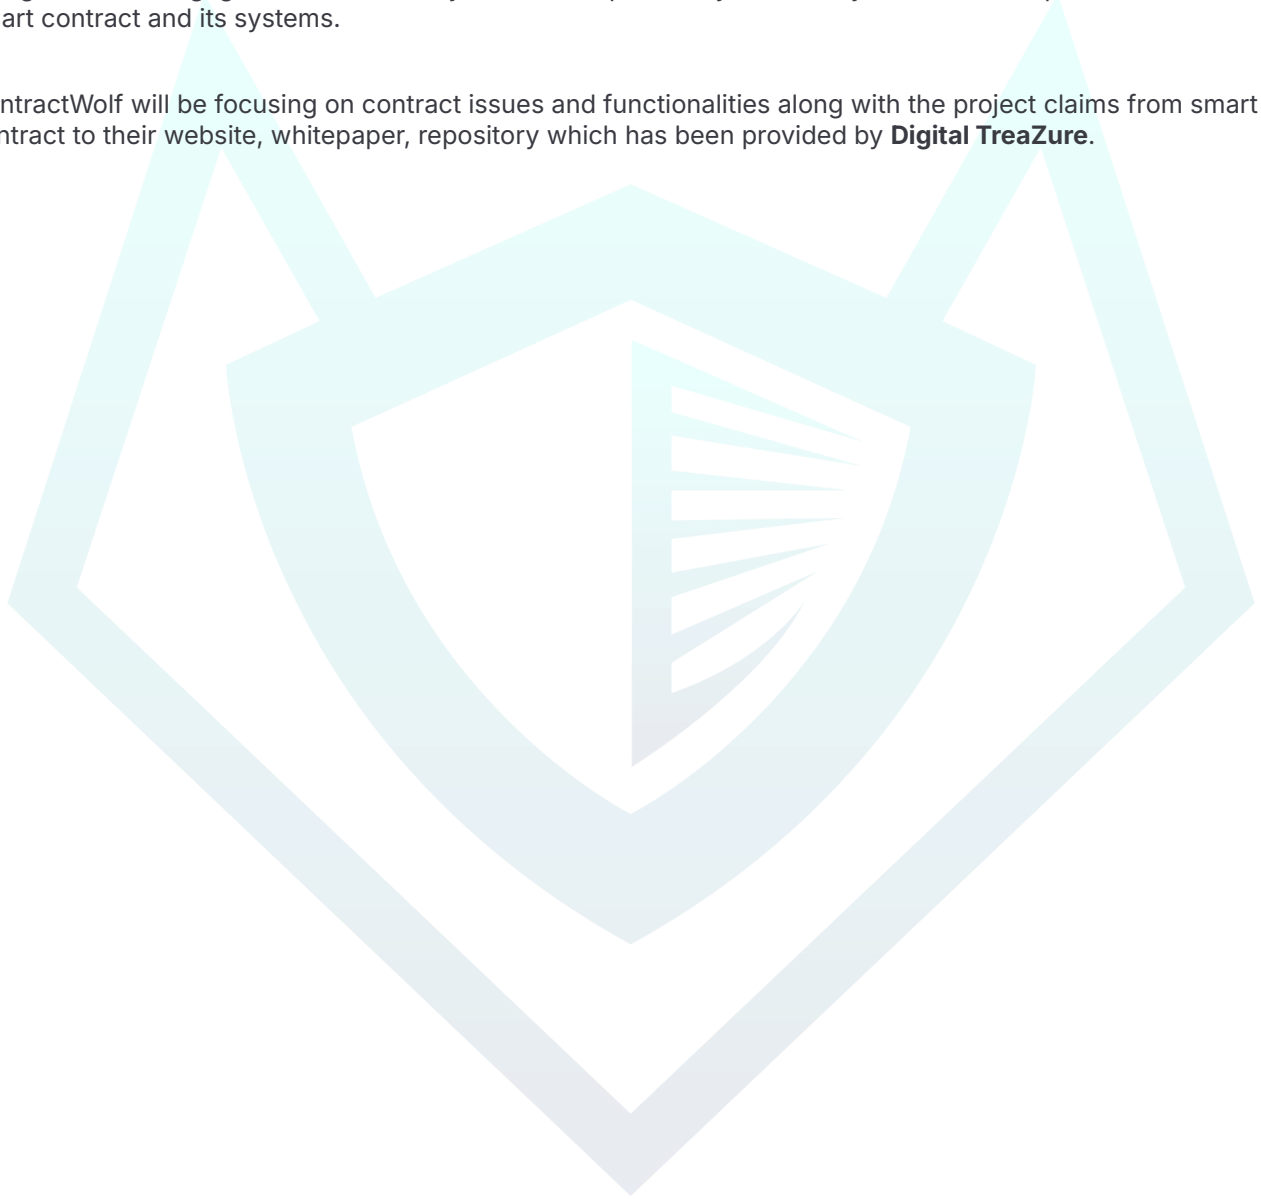 art contract and its systems.
ntractWolf will be focusing on contract issues and functionalities along with the project claims from smart
ntract to their website, whitepaper, repository which has been provided by Digital TreaZure.